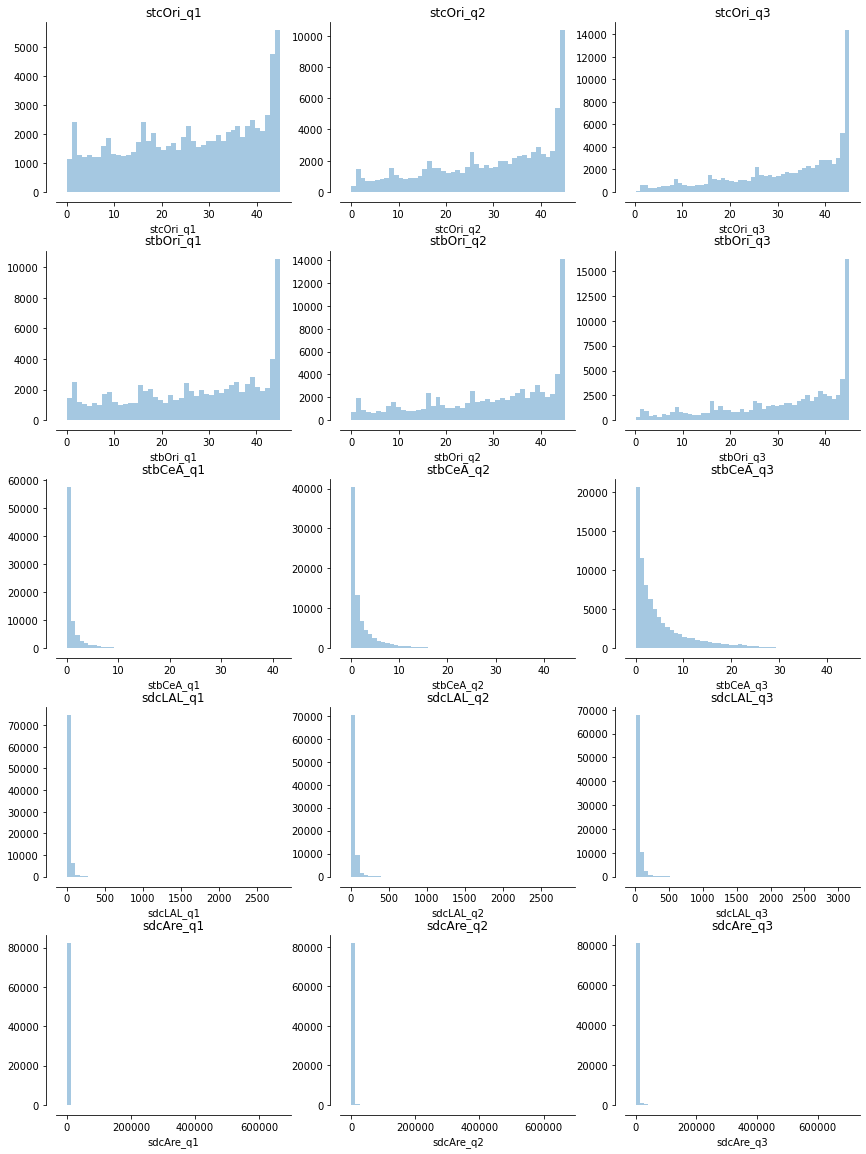 stcOri_q1 stcOri_q2 stcOri_q3
5000 4000 3000 2000 1000 0
10000 8000 6000 4000 2000 0
14000 12000 10000 8000 6000 4000 2000 0
0 10 20 30 40 0 10 20 30 40 0 10 20 30 40
stcOri_q1 stcOri_q2 stcOri_q3
stbOri_q1 stbOri_q2 stbOri_q3
10000 8000 6000 4000 2000 0
14000 12000 10000 8000 6000 4000 2000 0
15000 12500 10000 7500 5000 2500 0
0 10 20 30 40 0 10 20 30 40 0 10 20 30 40
stbOri_q1 stbOri_q2 stbOri_q3
stbCeA_q1 stbCeA_q2 stbCeA_q3
60000 50000 40000 30000 20000 10000 0
40000 30000 20000 10000 0
20000 15000 10000 5000 0
0 10 20 30 40 0 10 20 30 40 0 10 20 30 40
stbCeA_q1 stbCeA_q2 stbCeA_q3
sdcLAL_q1 sdcLAL_q2 sdcLAL_q3
70000 60000 50000 40000 30000 20000 10000 0
70000 60000 50000 40000 30000 20000 10000 0
70000 60000 50000 40000 30000 20000 10000 0
0 500 1000 1500 2000 2500 0 500 1000 1500 2000 2500 0 500 1000 1500 2000 2500 3000
sdcLAL_q1 sdcLAL_q2 sdcLAL_q3
sdcAre_q1 sdcAre_q2 sdcAre_q3
80000 60000 40000 20000 0
80000 60000 40000 20000 0
80000 60000 40000 20000 0
0 200000 400000 600000 0 200000 400000 600000 0 200000 400000 600000
sdcAre_q1 sdcAre_q2 sdcAre_q3